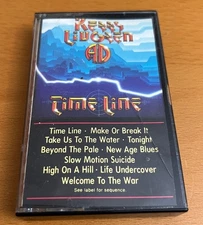 Kerry
Livgren
AD
Time Line
Time Line · Make Or Break It
Take Us To The Water · Tonight
Beyond The Pale · New Age Blues
Slow Motion Suicide
High On A Hill · Life Undercover
Welcome To The War
See label for sequence